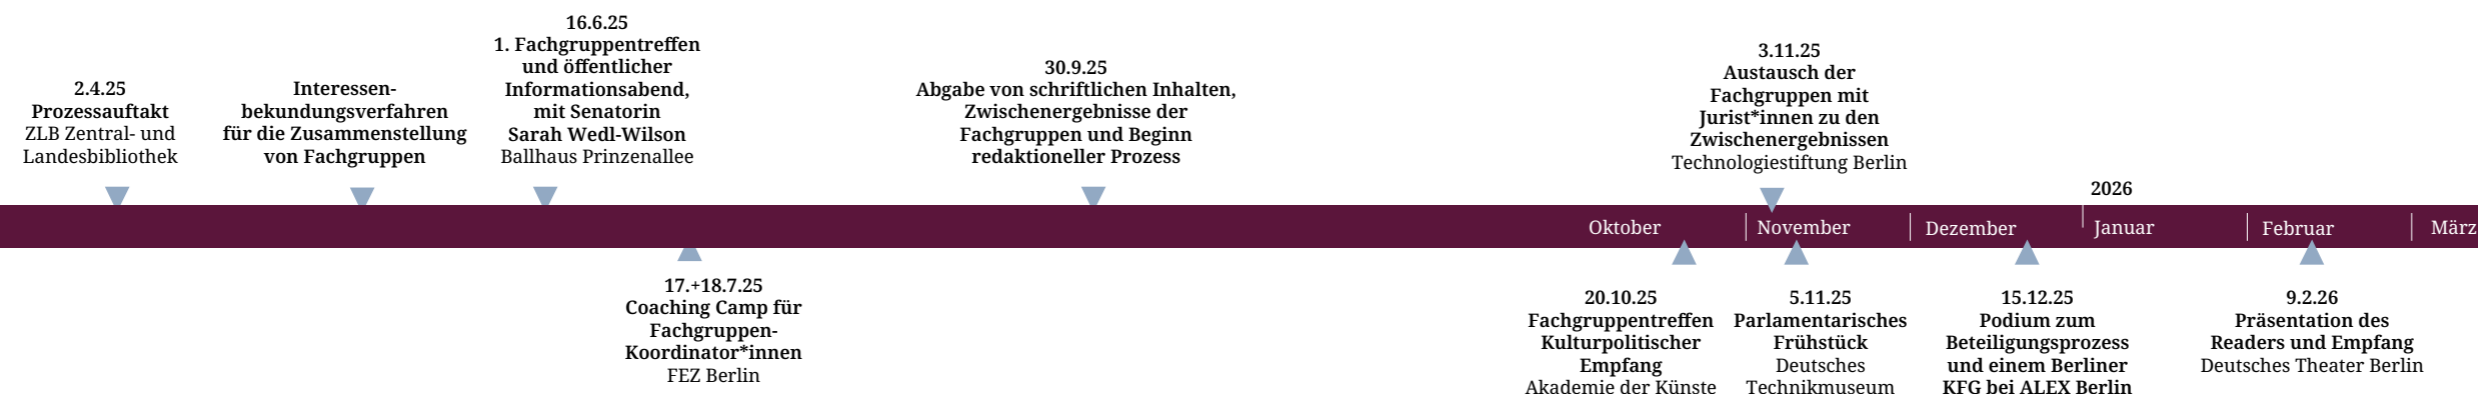 2.4.25
Prozessauftakt
ZLB Zentral- und
Landesbibliothek
Interessen-
bekundungsverfahren
für die Zusammenstellung
von Fachgruppen
16.6.25
1. Fachgruppentreffen
und öffentlicher
Informationsabend,
mit Senatorin
Sarah Wedl-Wilson
Ballhaus Prinzenallee
30.9.25
Abgabe von schriftlichen Inhalten,
Zwischenergebnisse der
Fachgruppen und Beginn
redaktioneller Prozess
3.11.25
Austausch der
Fachgruppen mit
Jurist*innen zu den
Zwischenergebnissen
Technologiestiftung Berlin
2026
Oktober
November
Dezember
Januar
Februar
März
17.+18.7.25
Coaching Camp für
Fachgruppen-
Koordinator*innen
FEZ Berlin
20.10.25
Fachgruppentreffen
Kulturpolitischer
Empfang
Akademie der Künste
5.11.25
Parlamentarisches
Frühstück
Deutsches
Technikmuseum
15.12.25
Podium zum
Beteiligungsprozess
und einem Berliner
KFG bei ALEX Berlin
9.2.26
Präsentation des
Readers und Empfang
Deutsches Theater Berlin